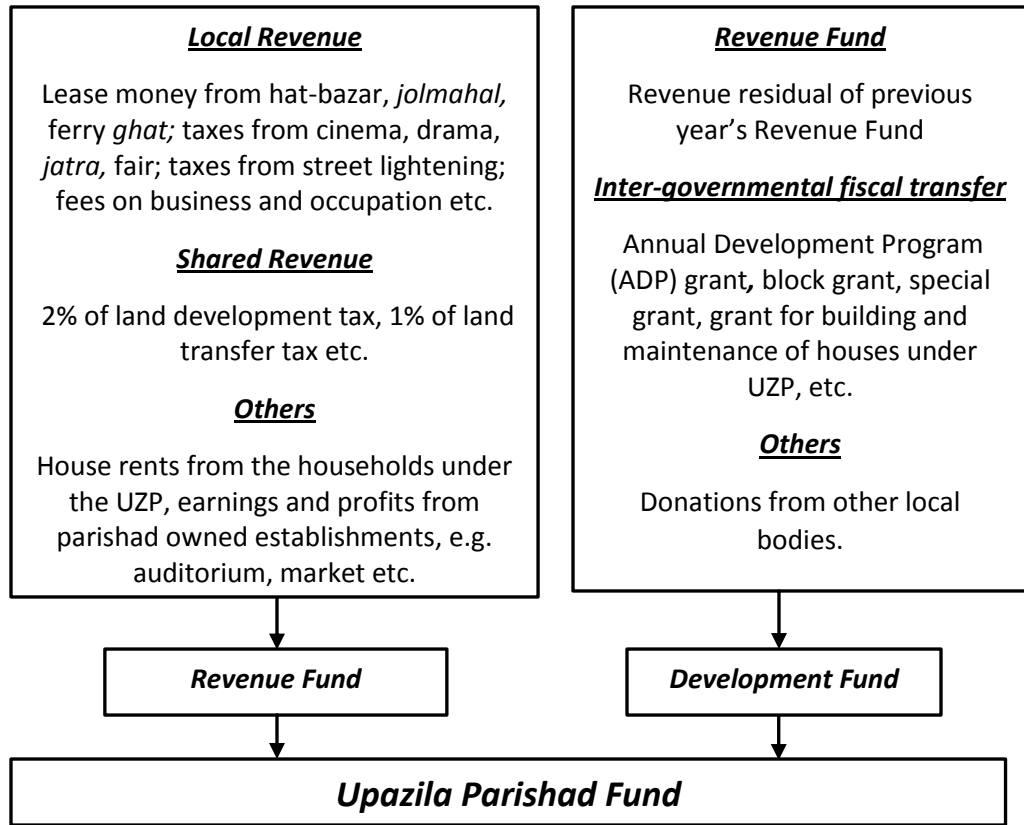 Local Revenue
Lease money from hat-bazar, jolmahal,
ferry ghat; taxes from cinema, drama,
jatra, fair; taxes from street lightening;
fees on business and occupation etc.
Shared Revenue
2% of land development tax, 1% of land
transfer tax etc.
Others
House rents from the households under
the UZP, earnings and profits from
parishad owned establishments, e.g.
auditorium, market etc.
Revenue Fund
Revenue residual of previous
year's Revenue Fund
Inter-governmental fiscal transfer
Annual Development Program
(ADP) grant, block grant, special
grant, grant for building and
maintenance of houses under
UZP, etc.
Others
Donations from other local
bodies.
Revenue Fund
Development Fund
Upazila Parishad Fund